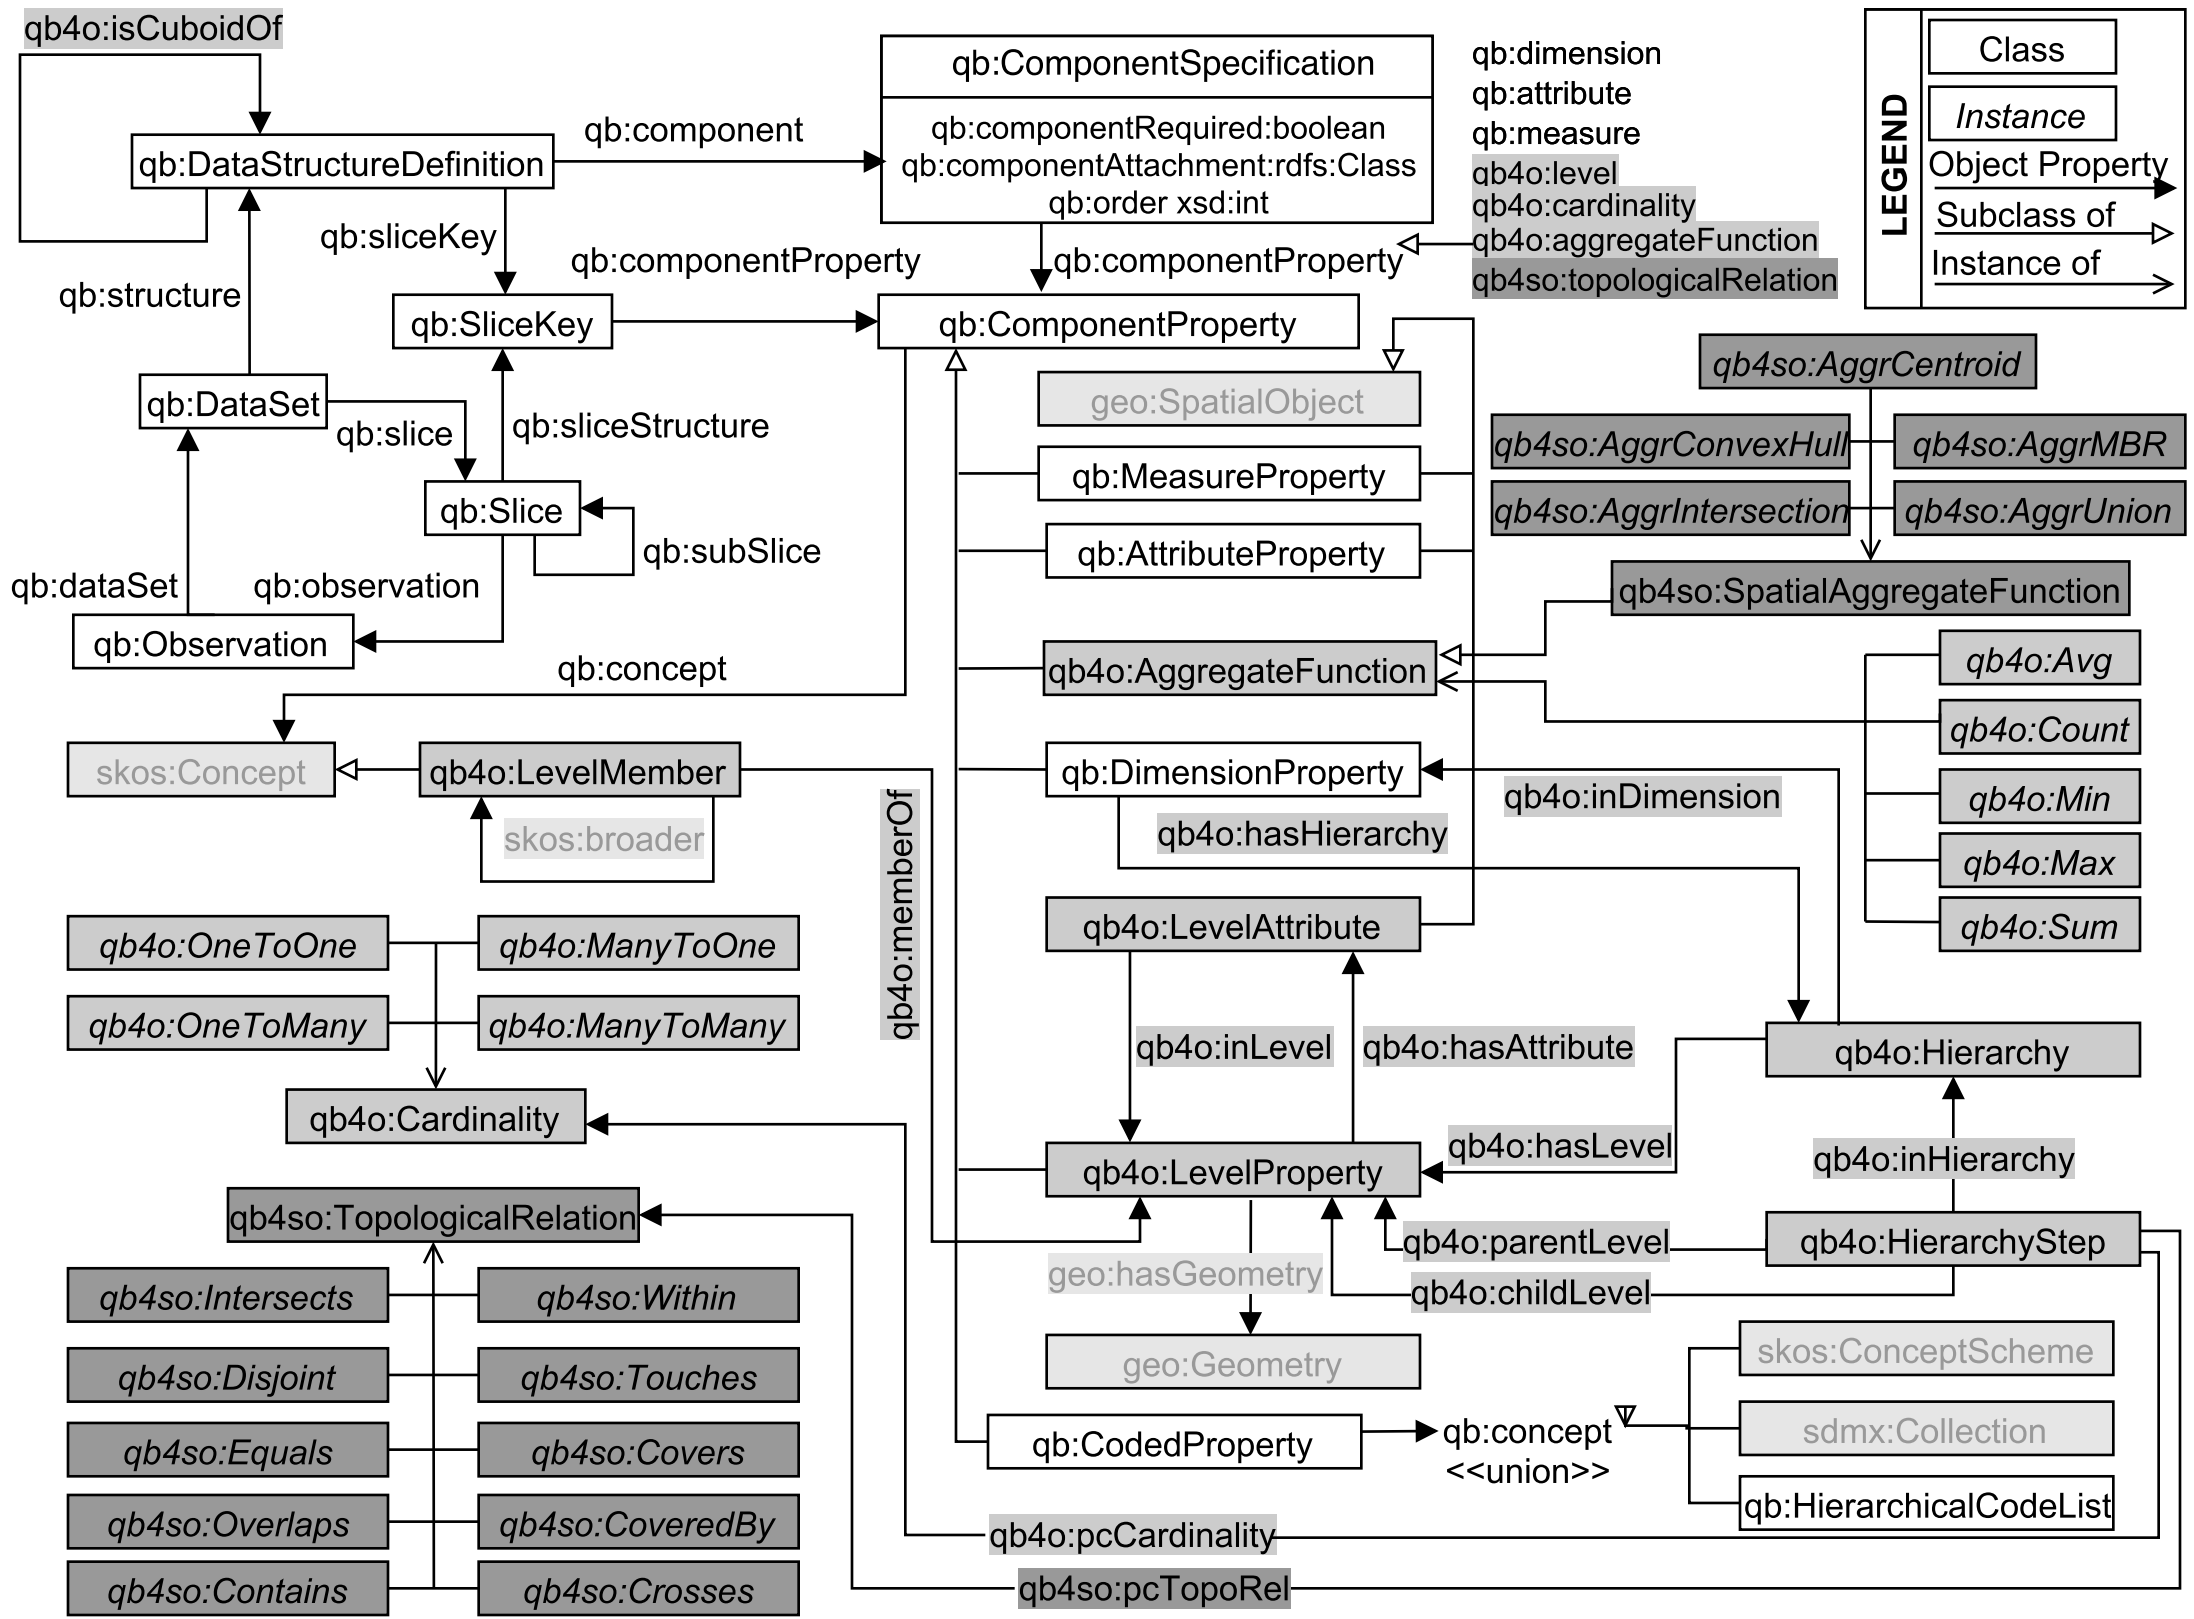 qb4o:isCuboidOf
qb:DataStructureDefinition
qb:component
qb:ComponentSpecification
qb:componentRequired:boolean
qb:componentAttachment:rdfs:Class
qb:order xsd:int
qb:dimension
qb:attribute
qb:measure
qb4o:level
qb4o:cardinality
qb4o:aggregateFunction
qb4so:topologicalRelation
LEGEND
Class
Instance
Object Property
Subclass of
Instance of
qb:structure
qb:sliceKey
qb:componentProperty
qb:componentProperty
qb:SliceKey
qb:ComponentProperty
qb:DataSet
qb:slice
qb:sliceStructure
qb:Slice
qb:subSlice
qb:dataSet
qb:observation
qb:Observation
qb:concept
geo:SpatialObject
qb:MeasureProperty
qb:AttributeProperty
qb4so:AggrCentroid
qb4so:AggrConvexHull
qb4so:AggrMBR
qb4so:AggrIntersection
qb4so:AggrUnion
qb4so:SpatialAggregateFunction
qb4o:AggregateFunction
qb4o:Avg
qb4o:Count
qb4o:Min
qb4o:Max
qb4o:Sum
skos:Concept
qb4o:LevelMember
skos:broader
qb4o:memberOf
qb:DimensionProperty
qb4o:inDimension
qb4o:hasHierarchy
qb4o:LevelAttribute
qb4o:OneToOne
qb4o:ManyToOne
qb4o:OneToMany
qb4o:ManyToMany
qb4o:Cardinality
qb4o:inLevel
qb4o:hasAttribute
qb4o:Hierarchy
qb4o:hasLevel
qb4o:inHierarchy
qb4o:LevelProperty
qb4o:parentLevel
qb4o:HierarchyStep
qb4o:childLevel
geo:hasGeometry
geo:Geometry
qb4so:TopologicalRelation
qb4so:Intersects
qb4so:Within
qb4so:Disjoint
qb4so:Touches
qb4so:Equals
qb4so:Covers
qb4so:Overlaps
qb4so:CoveredBy
qb4so:Contains
qb4so:Crosses
qb:CodedProperty
qb:concept
<<union>>
skos:ConceptScheme
sdmx:Collection
qb:HierarchicalCodeList
qb4o:pcCardinality
qb4so:pcTopoRel